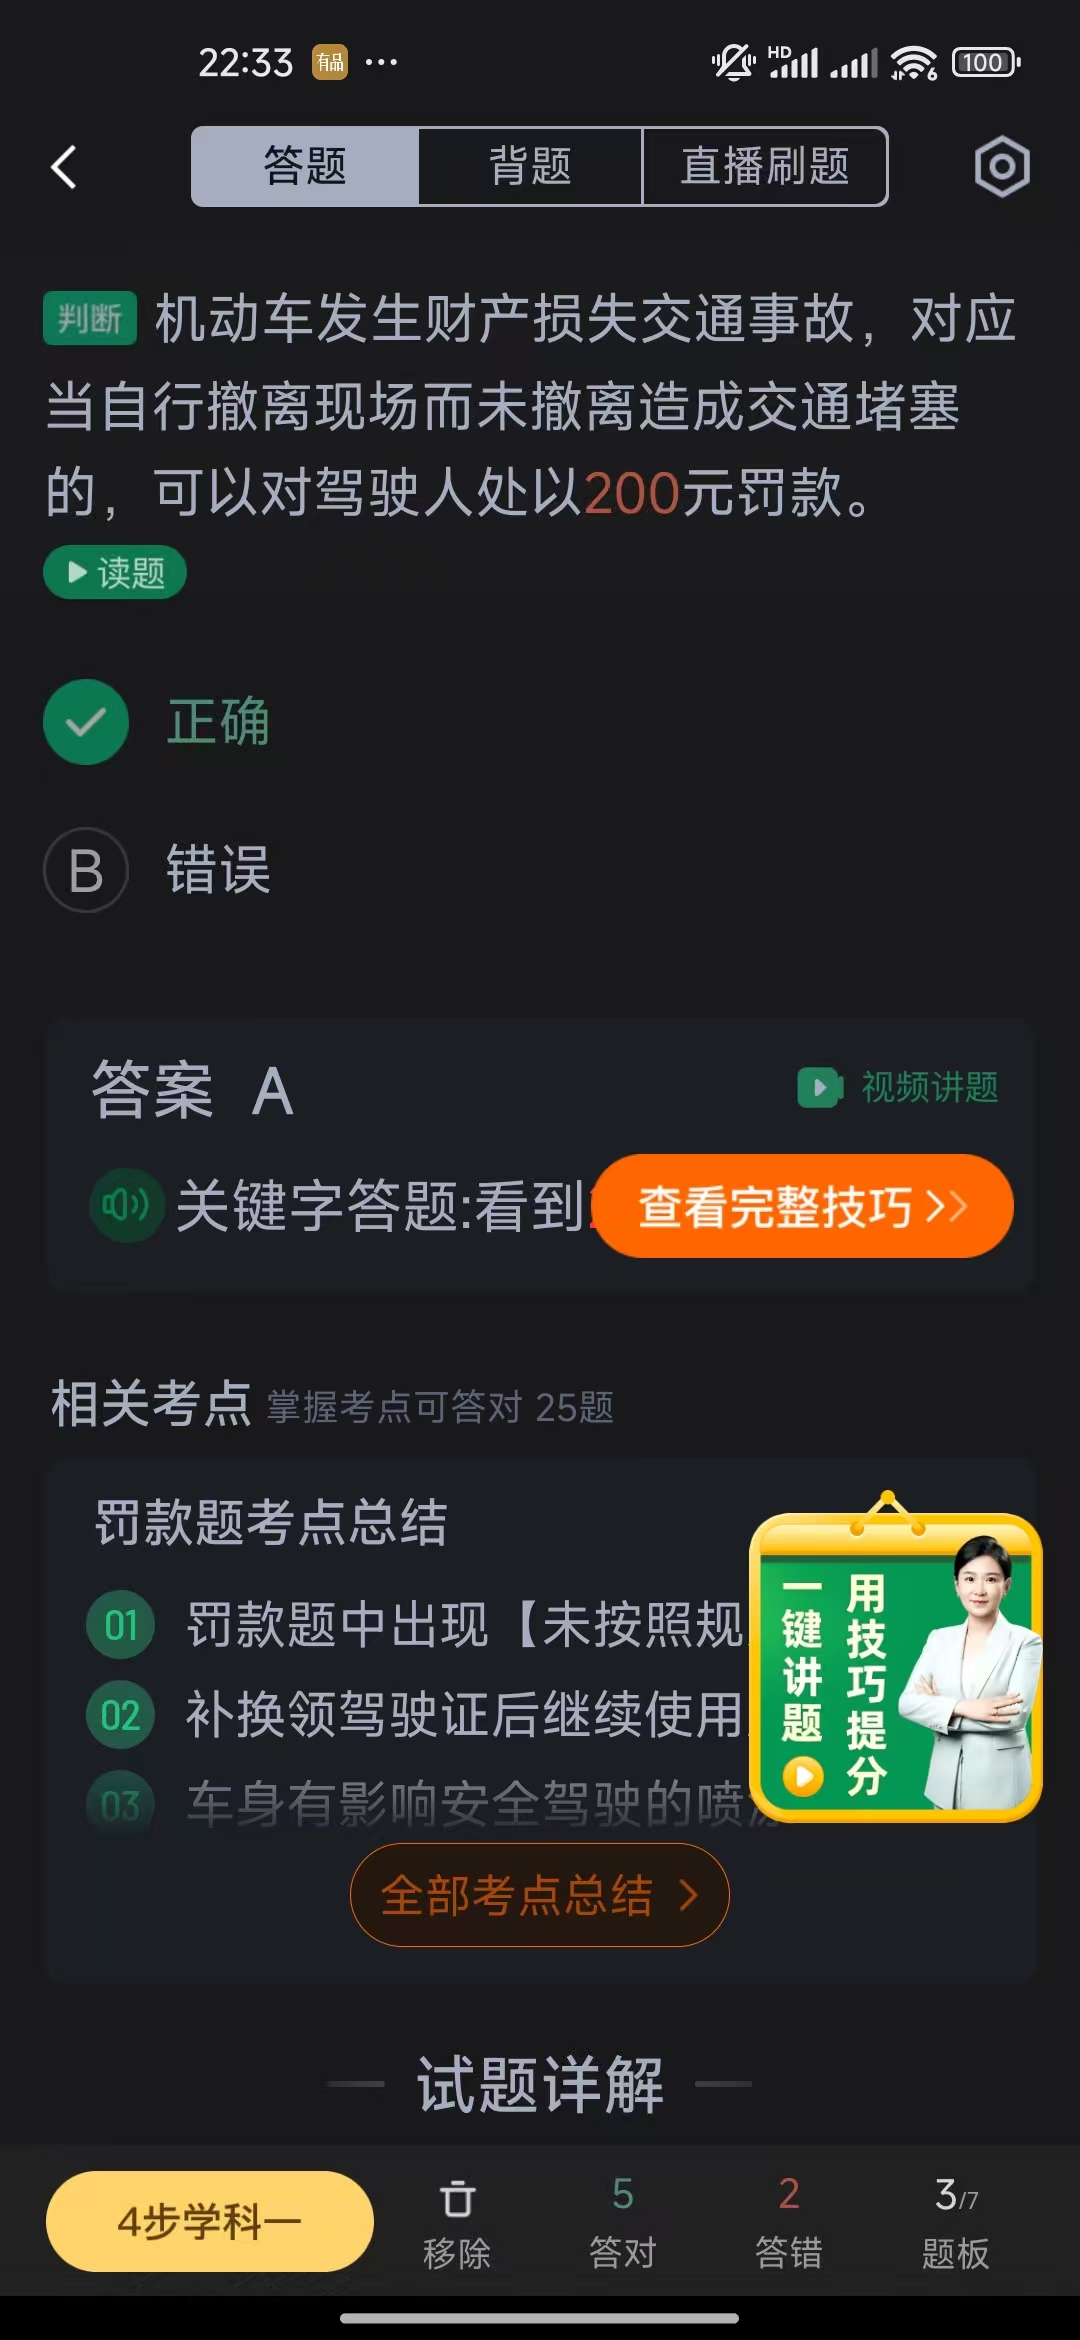 22:33 有品 ··· HD 6 100
答题 背题 直播刷题
判断 机动车发生财产损失交通事故，对应
当自行撤离现场而未撤离造成交通堵塞
的，可以对驾驶人处以200元罚款。
读题
正确
B 错误
答案 A 视频讲题
关键字答题:看到 查看完整技巧
相关考点 掌握考点可答对 25题
罚款题考点总结
01 罚款题中出现【未按照规
02 补换领驾驶证后继续使用
03 车身有影响安全驾驶的喷
用技巧提分
一键讲题
全部考点总结
试题详解
4步学科一
移除
5
答对
2
答错
3/7
题板